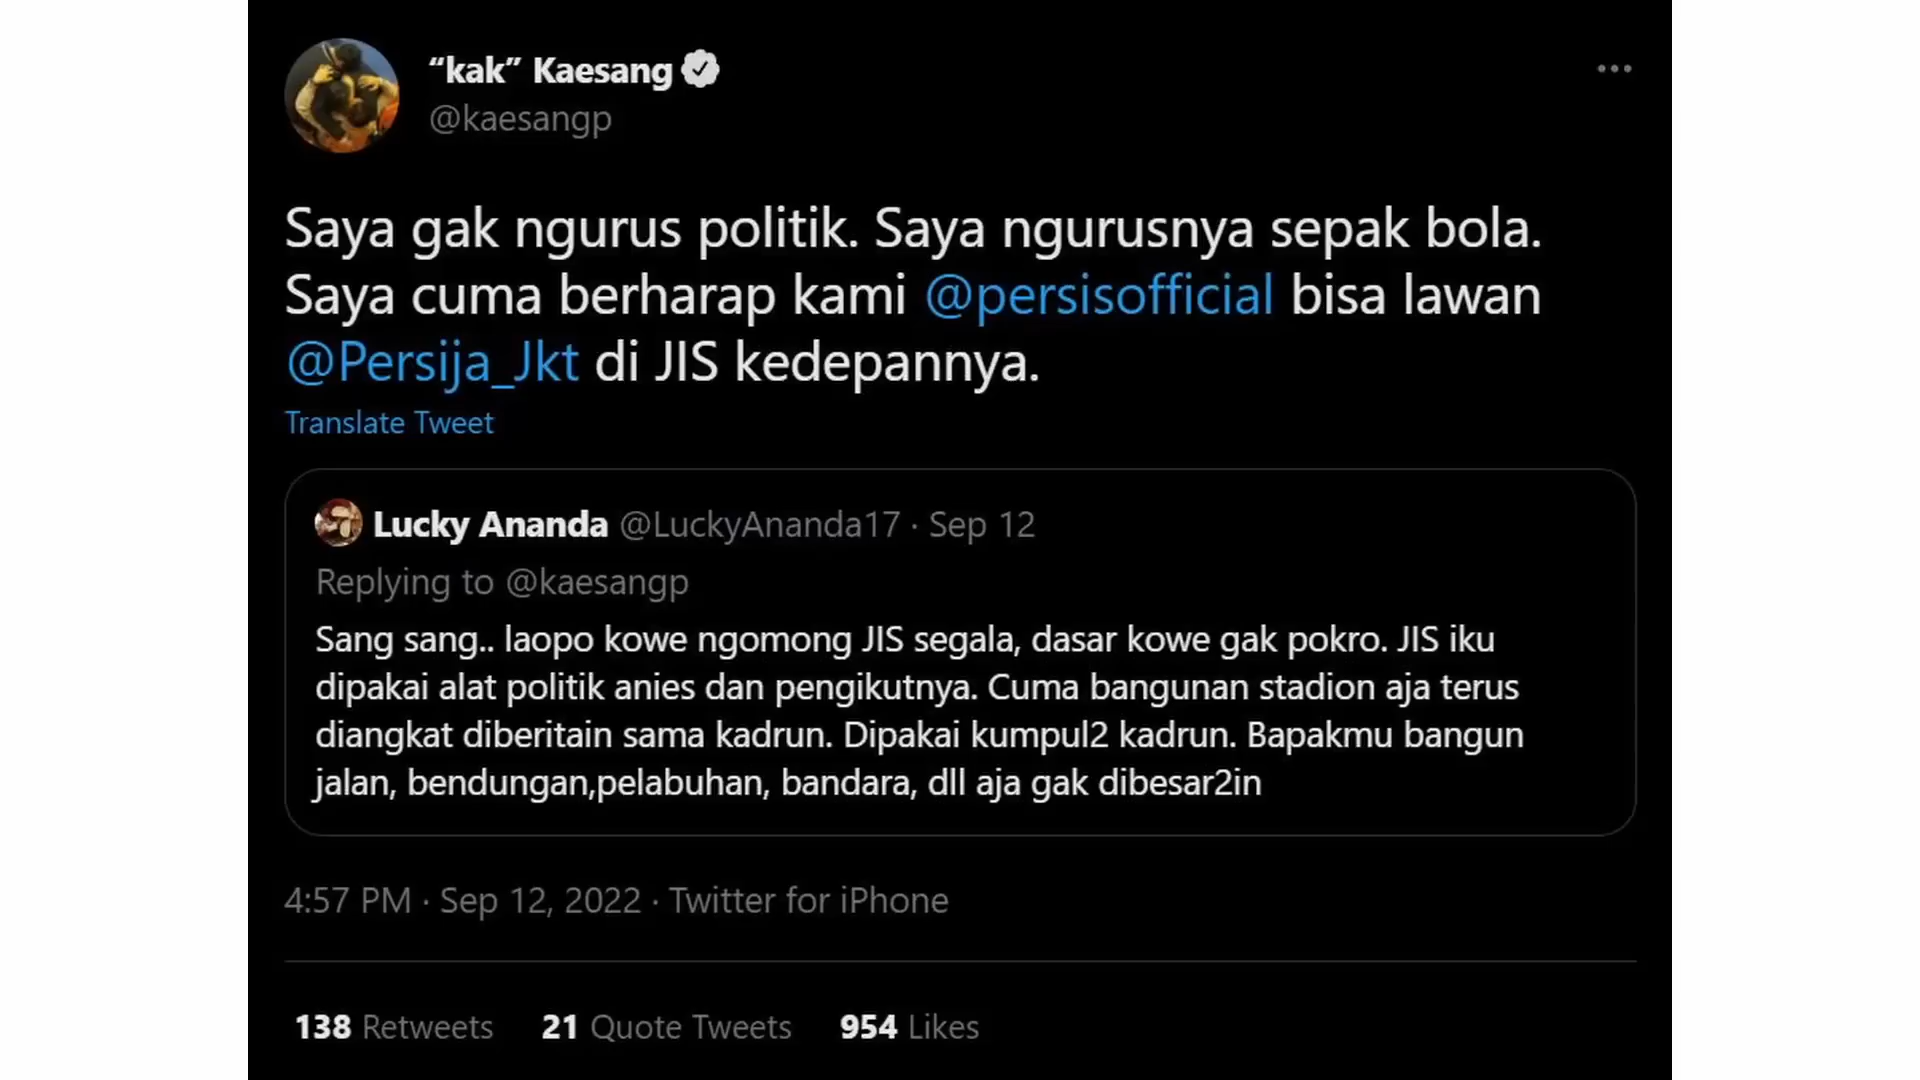 “kak” Kaesang
@kaesangp
Saya gak ngurus politik. Saya ngurusnya sepak bola.
Saya cuma berharap kami @persisofficial bisa lawan
@Persija_Jkt di JIS kedepannya.
Translate Tweet
Lucky Ananda @LuckyAnanda17 · Sep 12
Replying to @kaesangp
Sang sang.. laopo kowe ngomong JIS segala, dasar kowe gak pokro. JIS iku
dipakai alat politik anies dan pengikutnya. Cuma bangunan stadion aja terus
diangkat diberitain sama kadrun. Dipakai kumpul2 kadrun. Bapakmu bangun
jalan, bendungan,pelabuhan, bandara, dll aja gak dibesar2in
4:57 PM · Sep 12, 2022 · Twitter for iPhone
138 Retweets 21 Quote Tweets 954 Likes